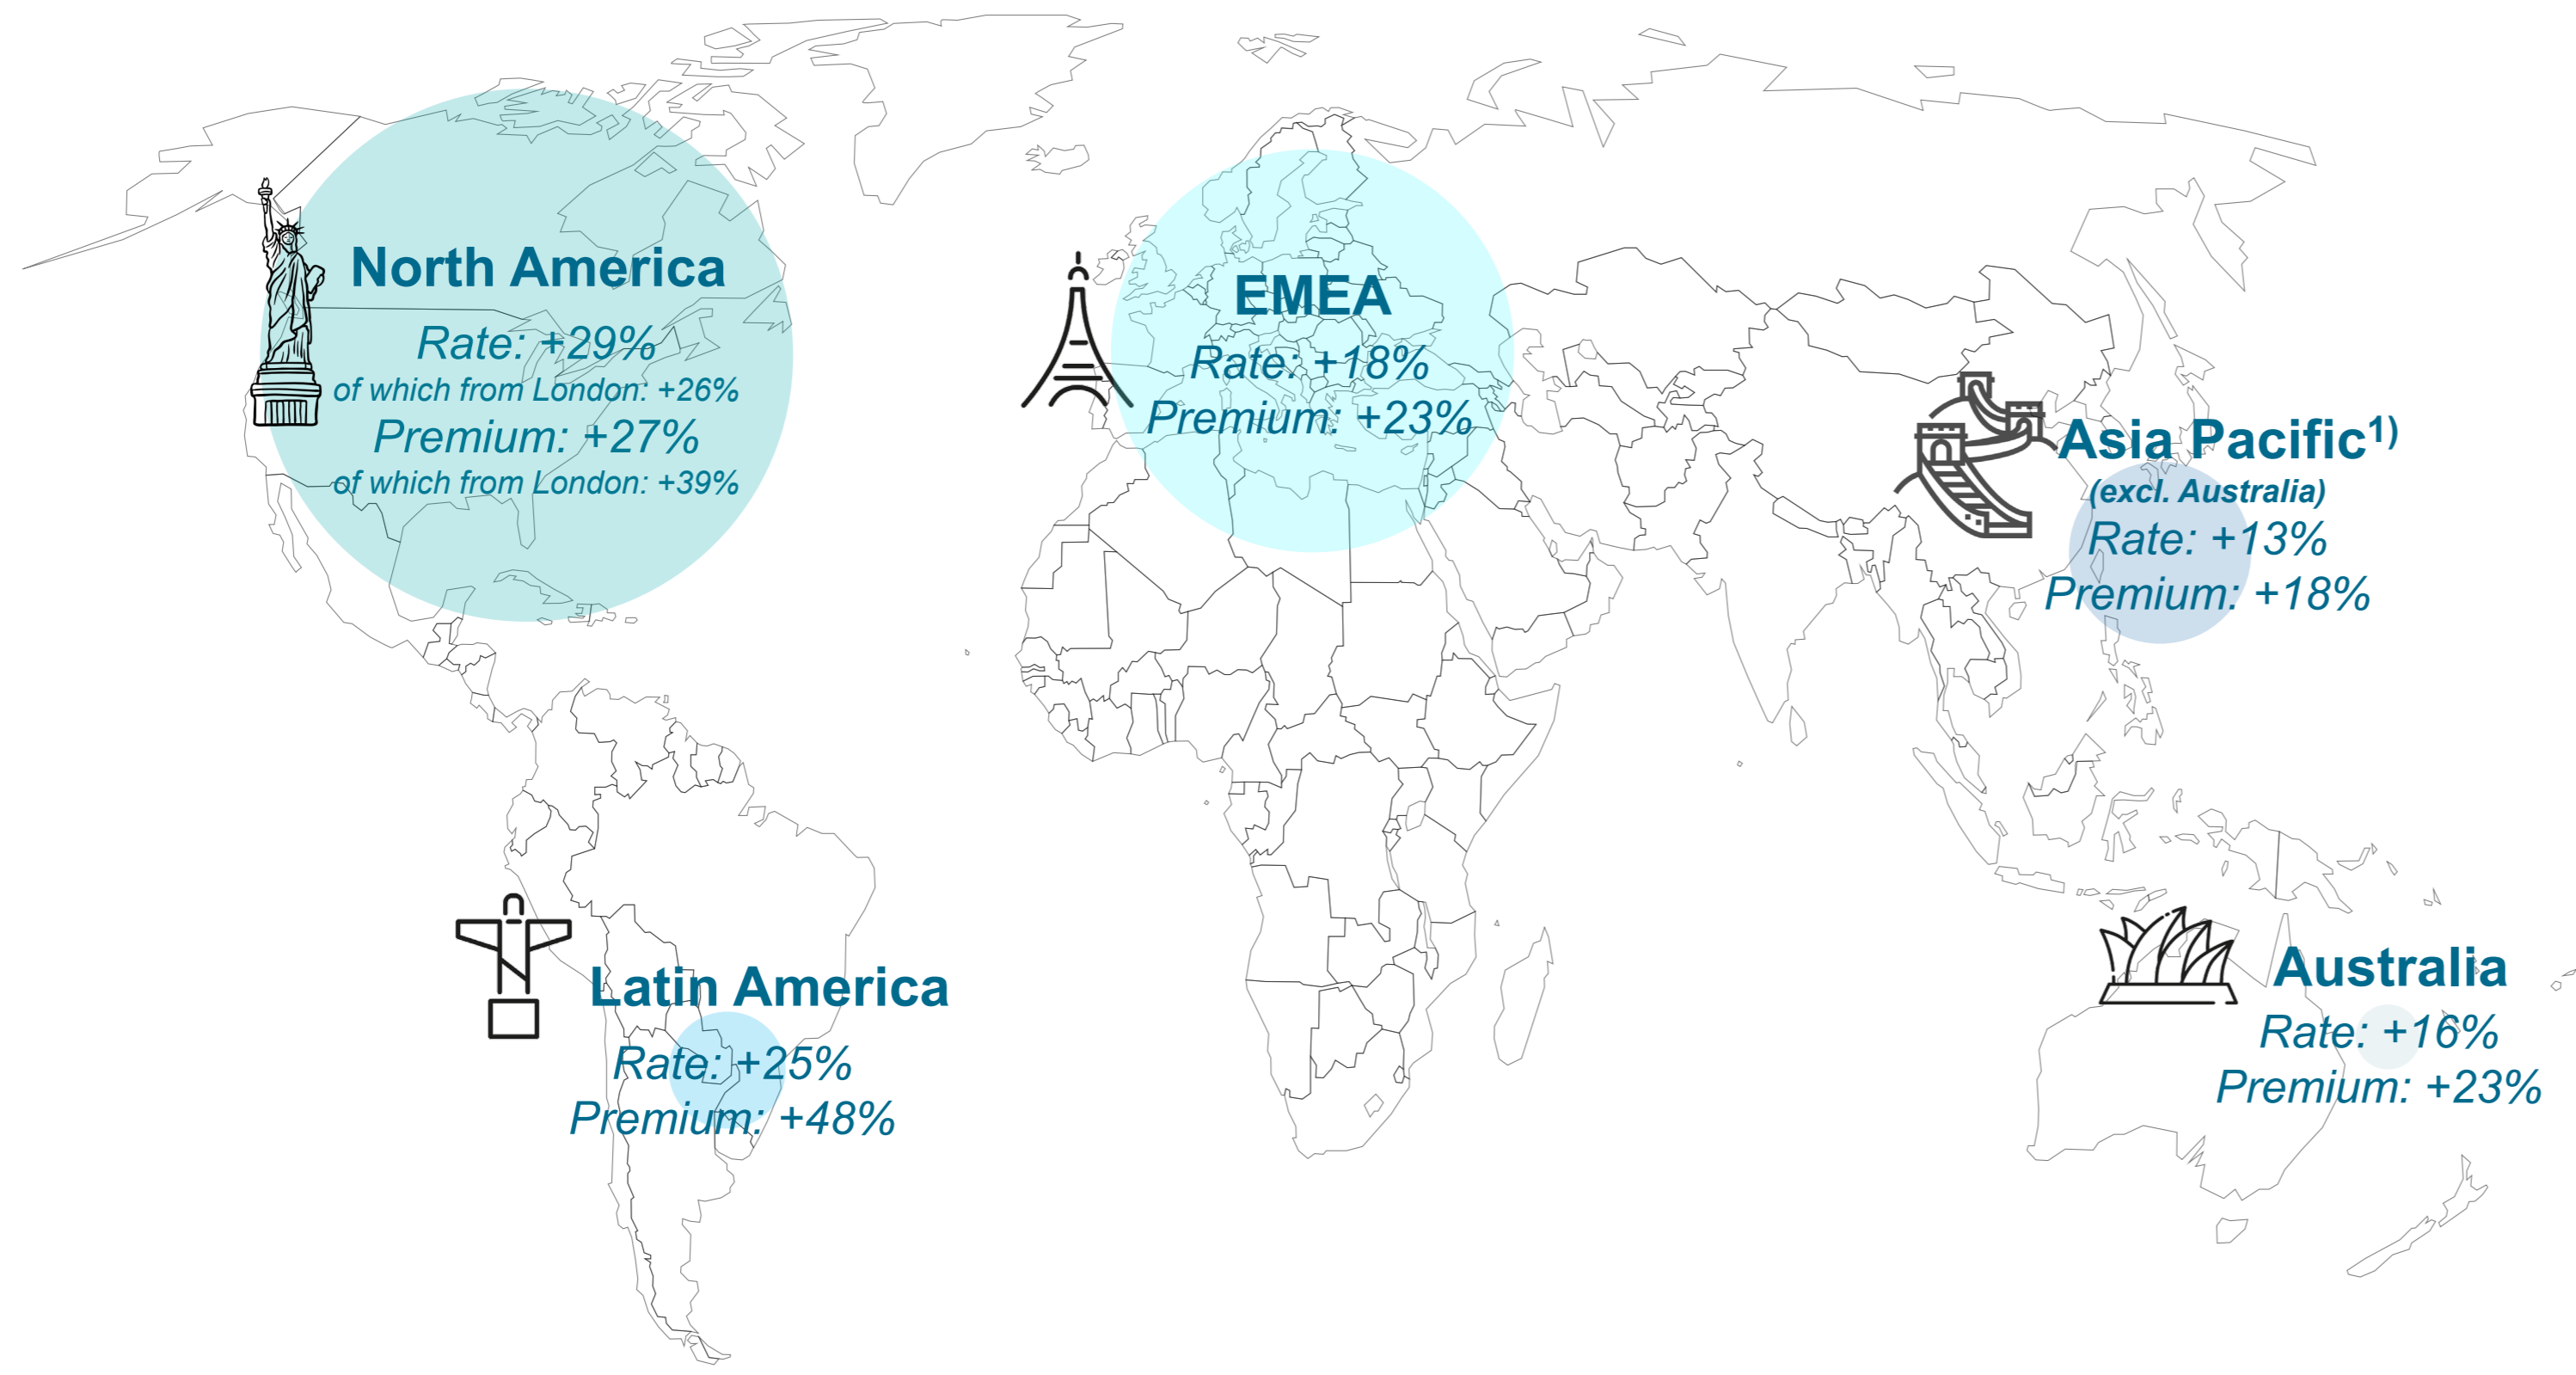 North America
Rate: +29%
of which from London: +26%
Premium: +27%
of which from London: +39%
EMEA
Rate: +18%
Premium: +23%
Asia Pacific¹⁾
(excl. Australia)
Rate: +13%
Premium: +18%
Latin America
Rate: +25%
Premium: +48%
Australia
Rate: +16%
Premium: +23%